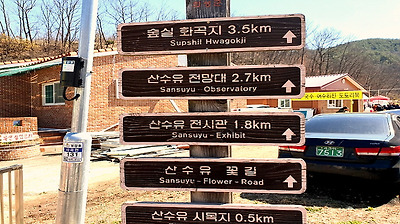 숲실 화곡지 3.5km
Supshil Hwagokji
산수유 전망대 2.7km
Sansuyu - Observatory
산수유 전시관 1.8km
Sansuyu - Exhibit
산 수 유 꽃 길
Sansuyu - Flower - Road
산수유 시목지 0.5km
7513